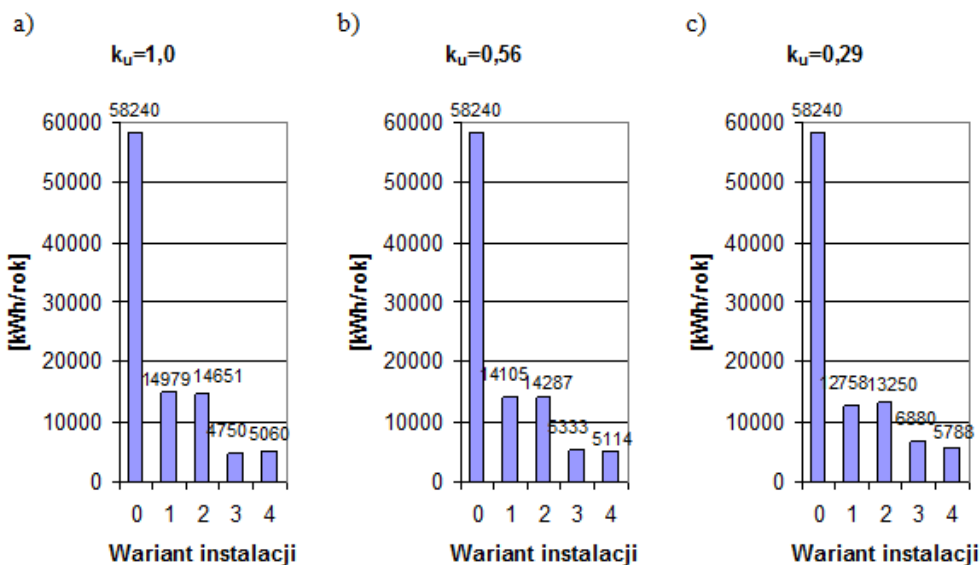 a)
k_u=1,0
58240
60000
50000
40000
30000
20000
10000
0
[kWh/rok]
14979 14651
4750 5060
0 1 2 3 4
Wariant instalacji
b)
k_u=0,56
58240
60000
50000
40000
30000
20000
10000
0
[kWh/rok]
14105 14287
5333 5114
0 1 2 3 4
Wariant instalacji
c)
k_u=0,29
58240
60000
50000
40000
30000
20000
10000
0
[kWh/rok]
12758 13250
6880 5788
0 1 2 3 4
Wariant instalacji